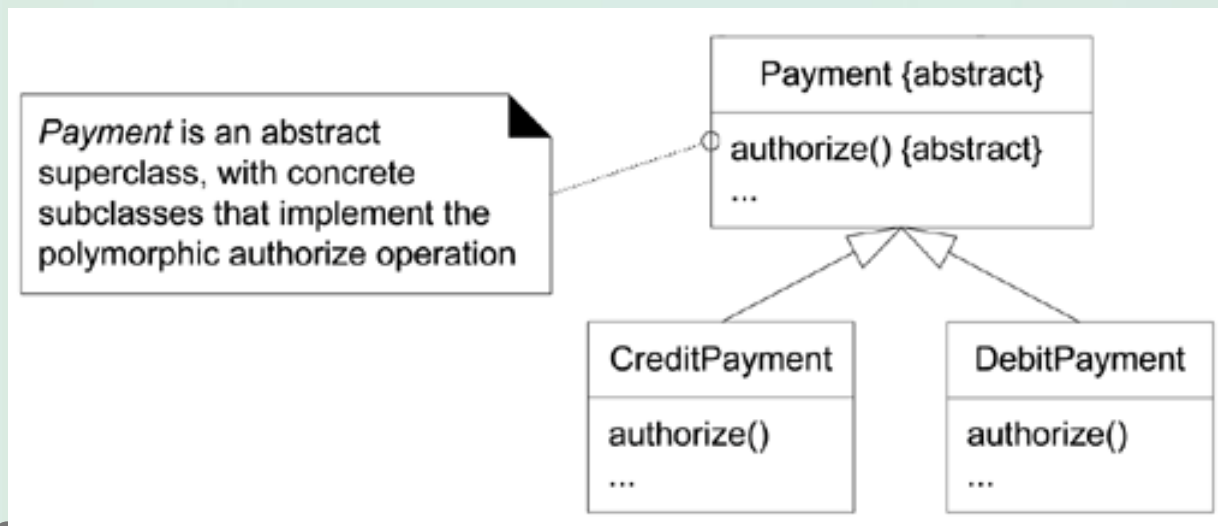 Payment is an abstract
superclass, with concrete
subclasses that implement the
polymorphic authorize operation
Payment {abstract}
authorize() {abstract}
...
CreditPayment
authorize()
...
DebitPayment
authorize()
...